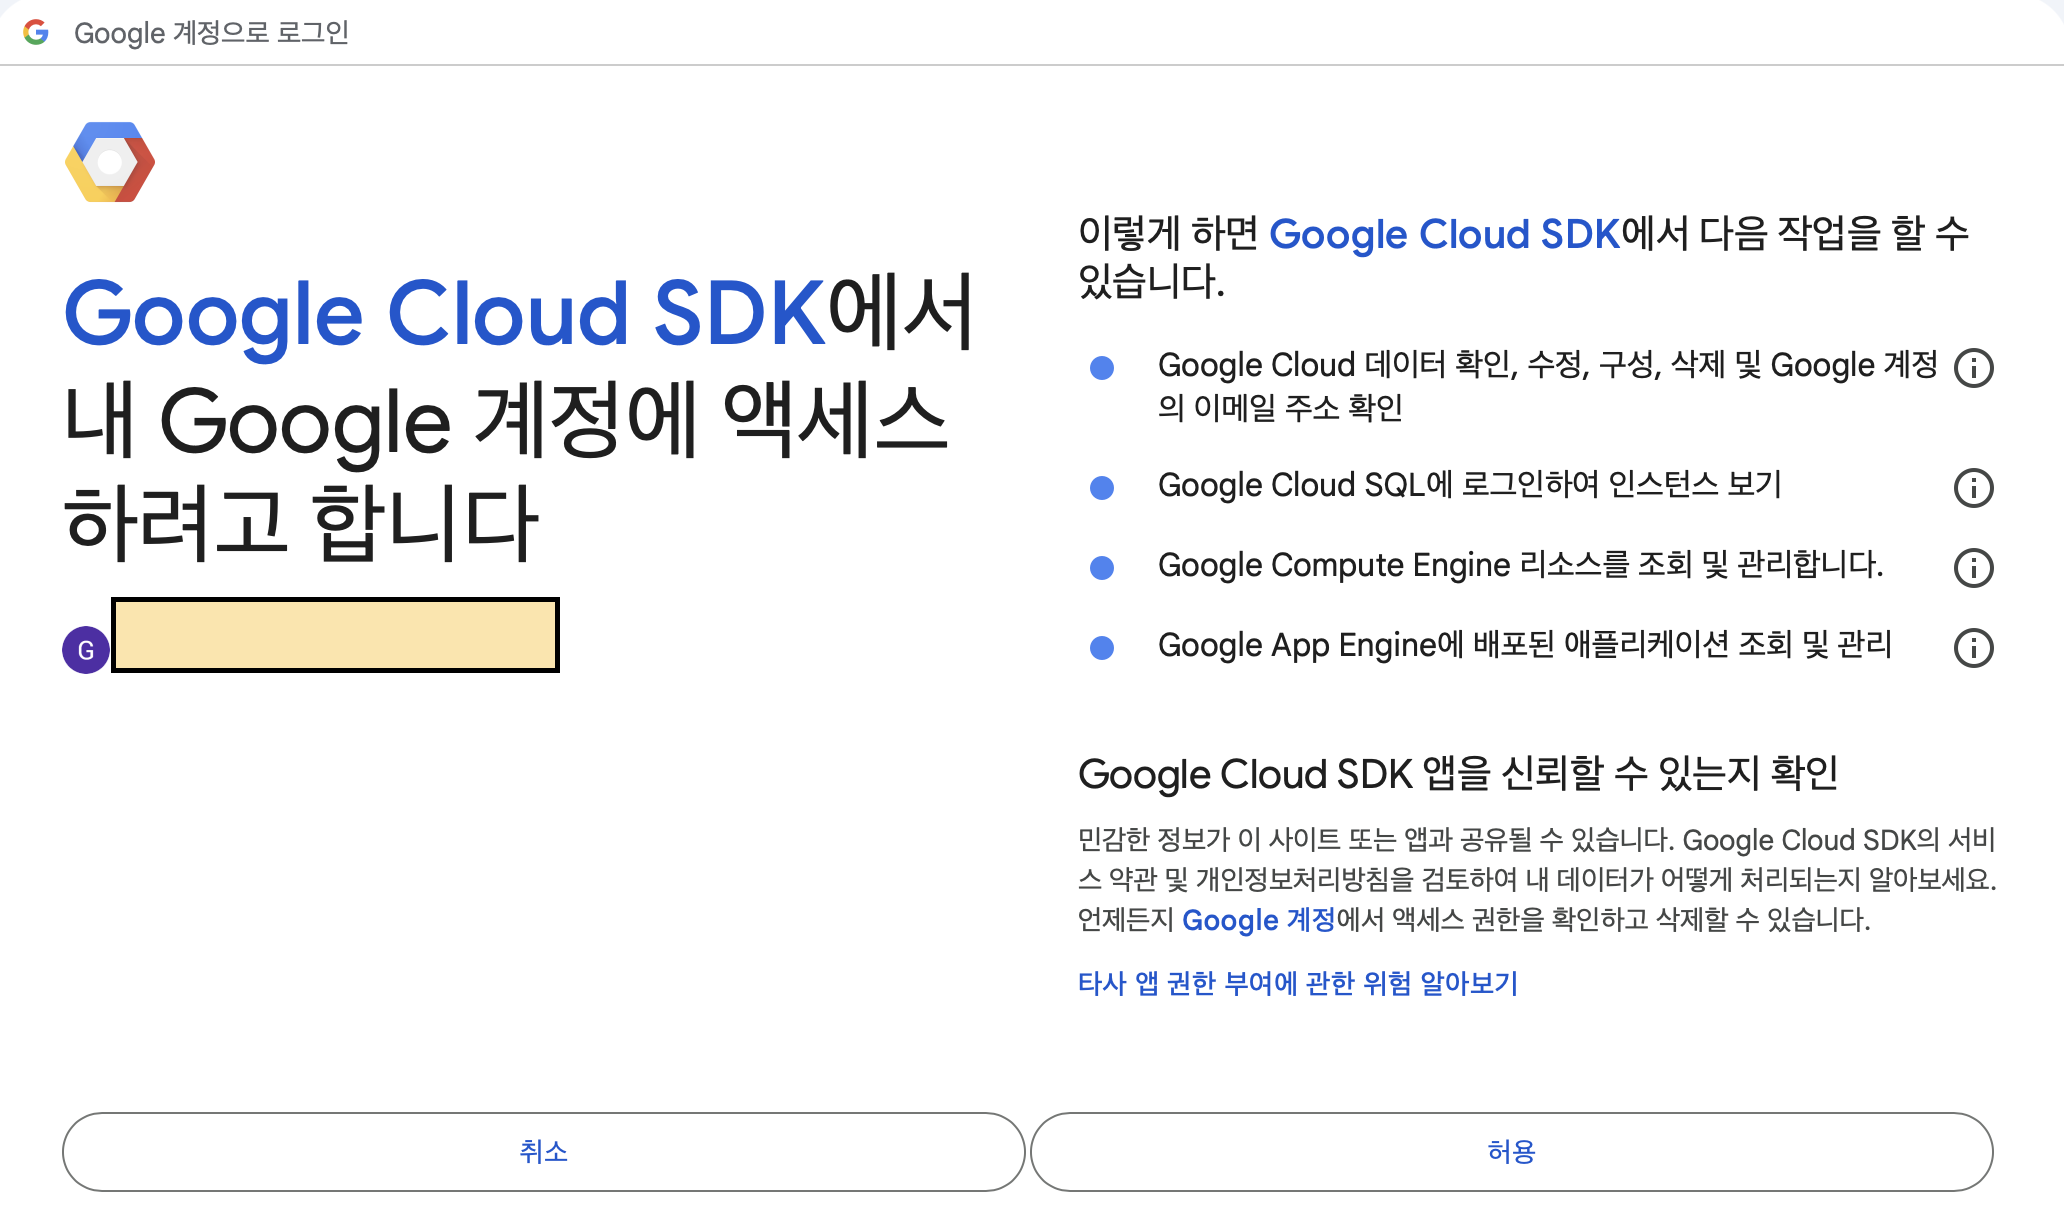 Google 계정으로 로그인
Google Cloud SDK에서
내 Google 계정에 액세스
하려고 합니다
G
이렇게 하면 Google Cloud SDK에서 다음 작업을 할 수
있습니다.
Google Cloud 데이터 확인, 수정, 구성, 삭제 및 Google 계정
의 이메일 주소 확인
Google Cloud SQL에 로그인하여 인스턴스 보기
Google Compute Engine 리소스를 조회 및 관리합니다.
Google App Engine에 배포된 애플리케이션 조회 및 관리
Google Cloud SDK 앱을 신뢰할 수 있는지 확인
민감한 정보가 이 사이트 또는 앱과 공유될 수 있습니다. Google Cloud SDK의 서비
스 약관 및 개인정보처리방침을 검토하여 내 데이터가 어떻게 처리되는지 알아보세요.
언제든지 Google 계정에서 액세스 권한을 확인하고 삭제할 수 있습니다.
타사 앱 권한 부여에 관한 위험 알아보기
취소
허용